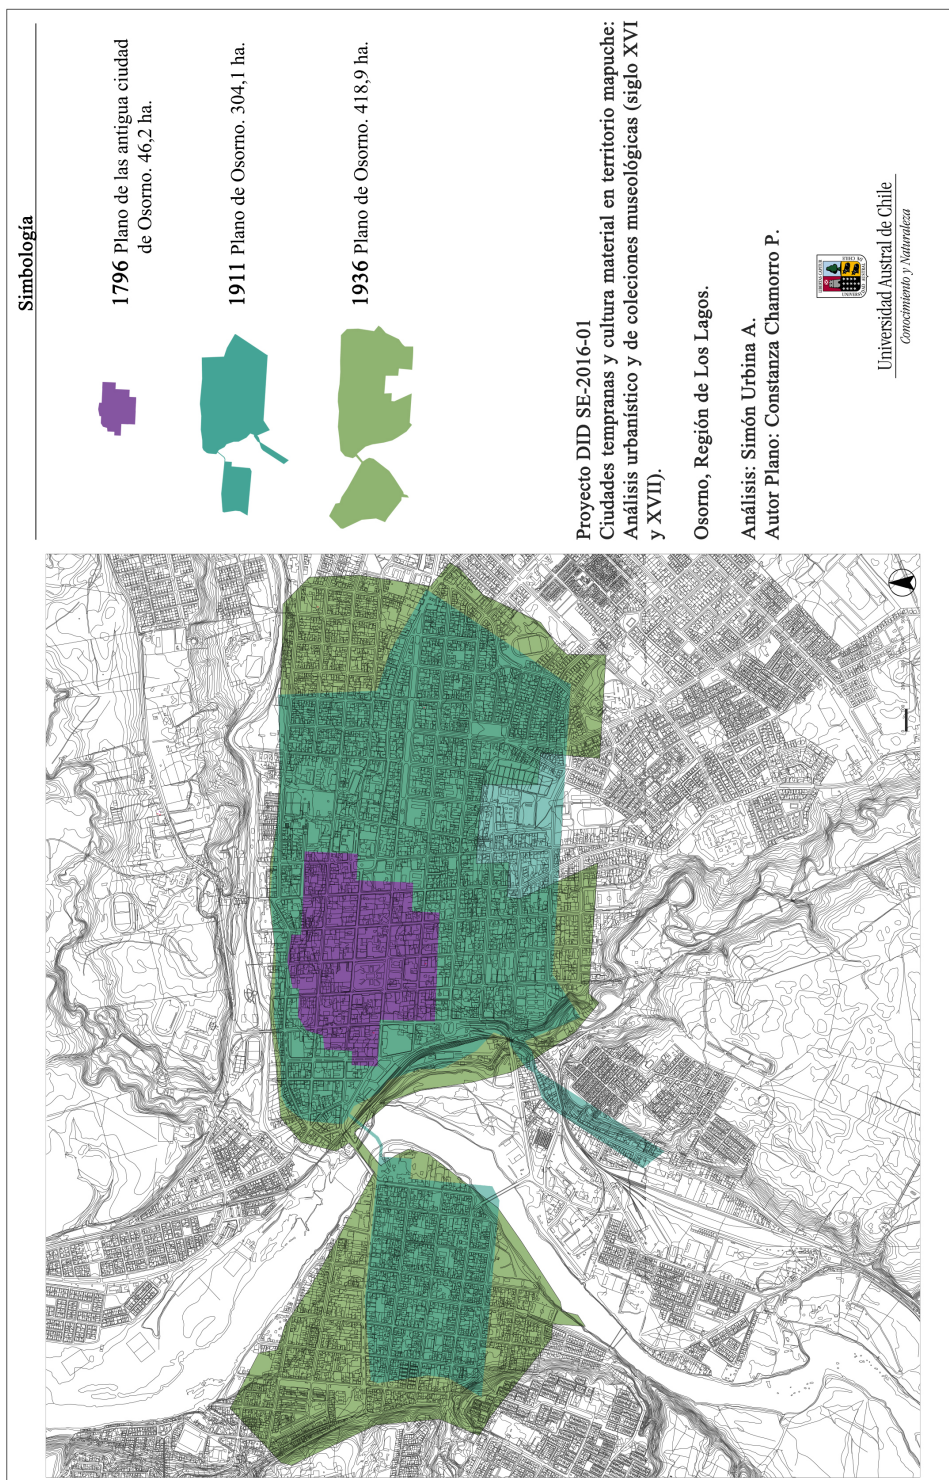 Simbología
1796 Plano de las antigua ciudad
de Osorno. 46,2 ha.
1911 Plano de Osorno. 304,1 ha.
1936 Plano de Osorno. 418,9 ha.
Proyecto DID SE-2016-01
Ciudades tempranas y cultura material en territorio mapuche:
Análisis urbanístico y de coleciones museológicas (siglo XVI
y XVII).
Osorno, Región de Los Lagos.
Análisis: Simón Urbina A.
Autor Plano: Constanza Chamorro P.
Universidad Austral de Chile
Conocimiento y Naturaleza